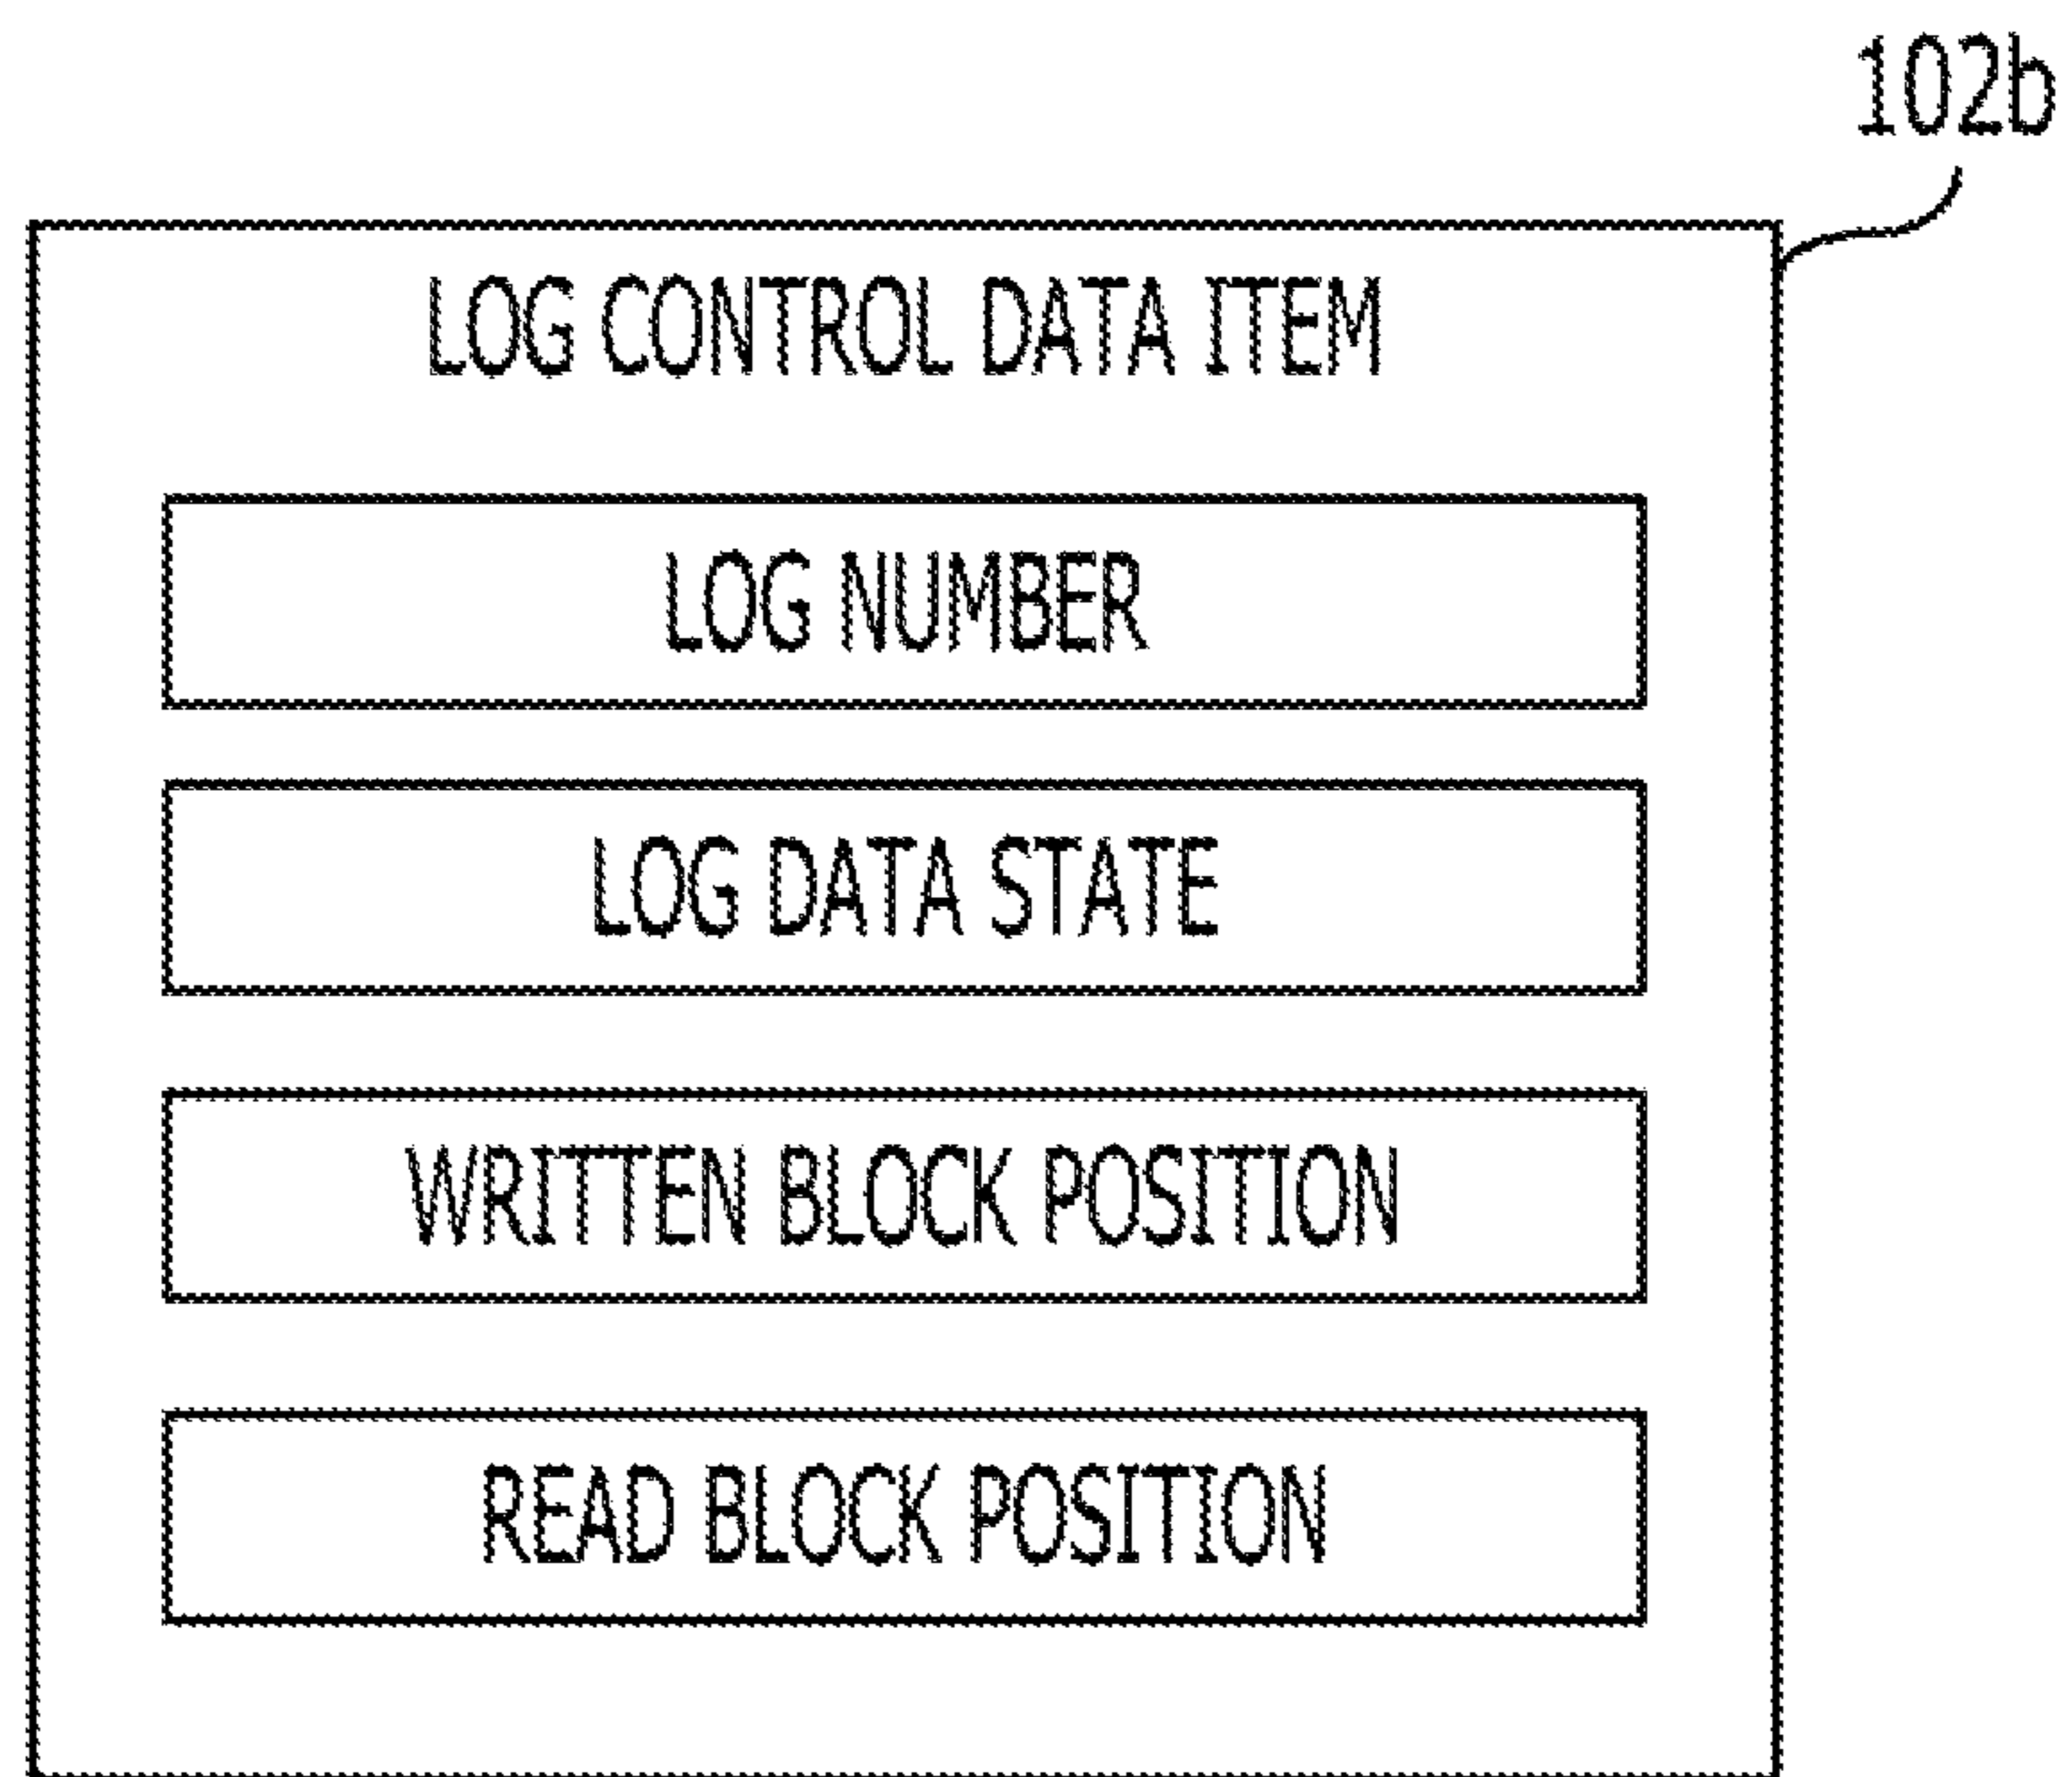 102b
LOG CONTROL DATA ITEM
LOG NUMBER
LOG DATA STATE
WRITTEN BLOCK POSITION
READ BLOCK POSITION